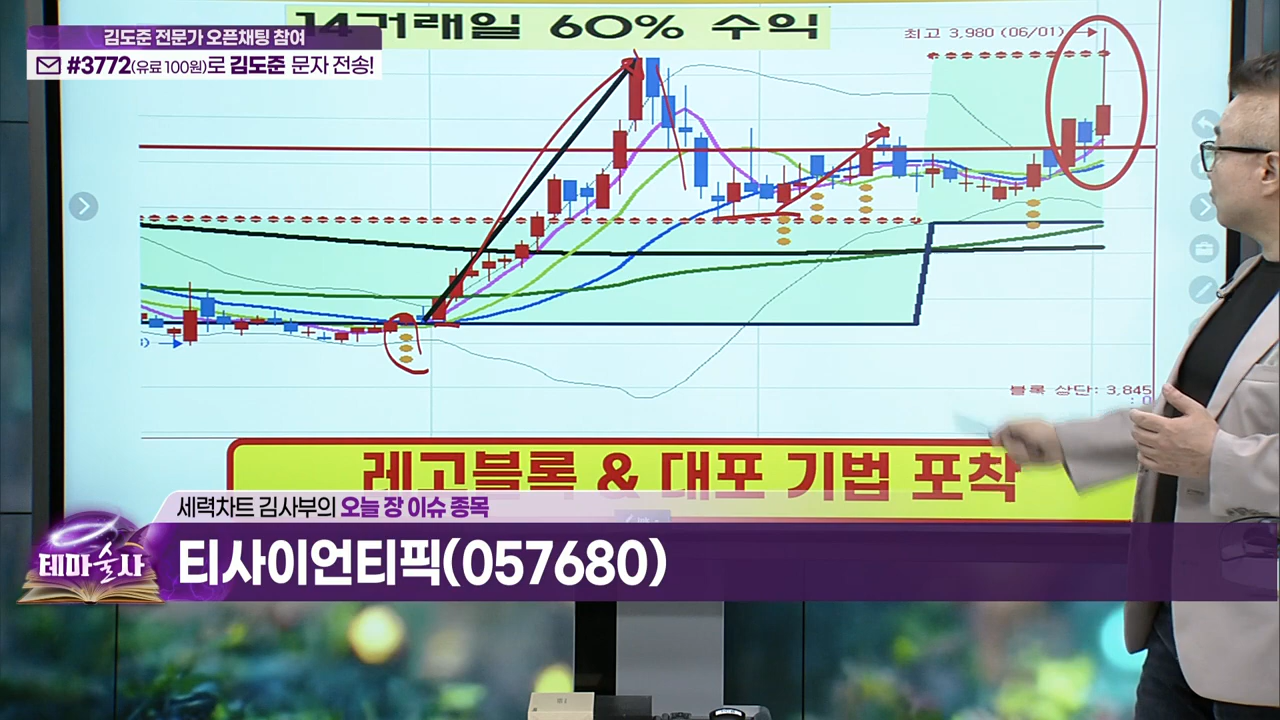 14거래일 60% 수익
김도준 전문가 오픈채팅 참여
#3772(유료 100원)로 김도준 문자 전송!
최고 3,980 (06/01)
블록 상단: 3,845
: 0
레고블록 & 대포 기법 포착
세력차트 김사부의 오늘 장 이슈 종목
테마술사
티사이언티픽(057680)